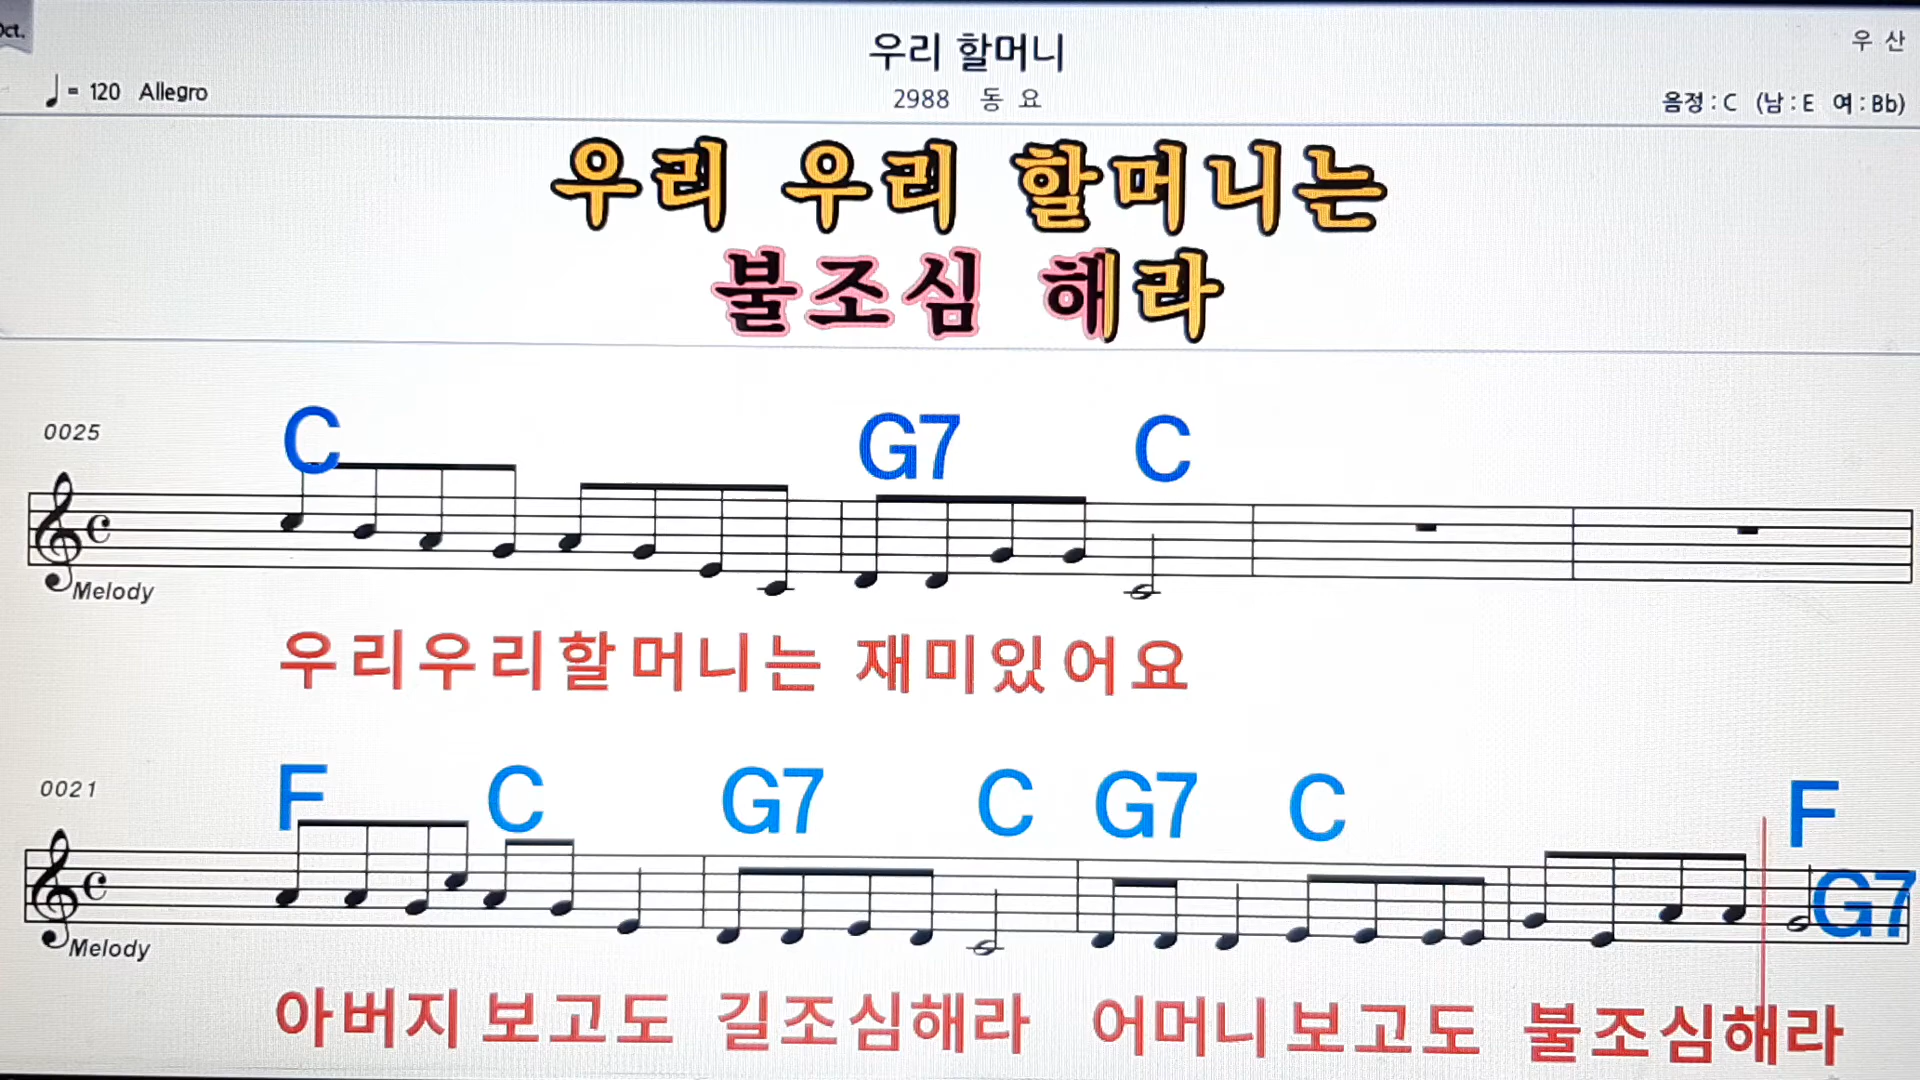 Oct.
우리 할머니
우 산
♩= 120 Allegro
2988 동 요
음정 : C (남 : E 여 : Bb)
우리 우리 할머니는
불조심 해라
C G7 C
0025
Melody
우리우리할머니는 재미있어요
F C G7 C G7 C F G7
0021
Melody
아버지보고도 길조심해라 어머니보고도 불조심해라